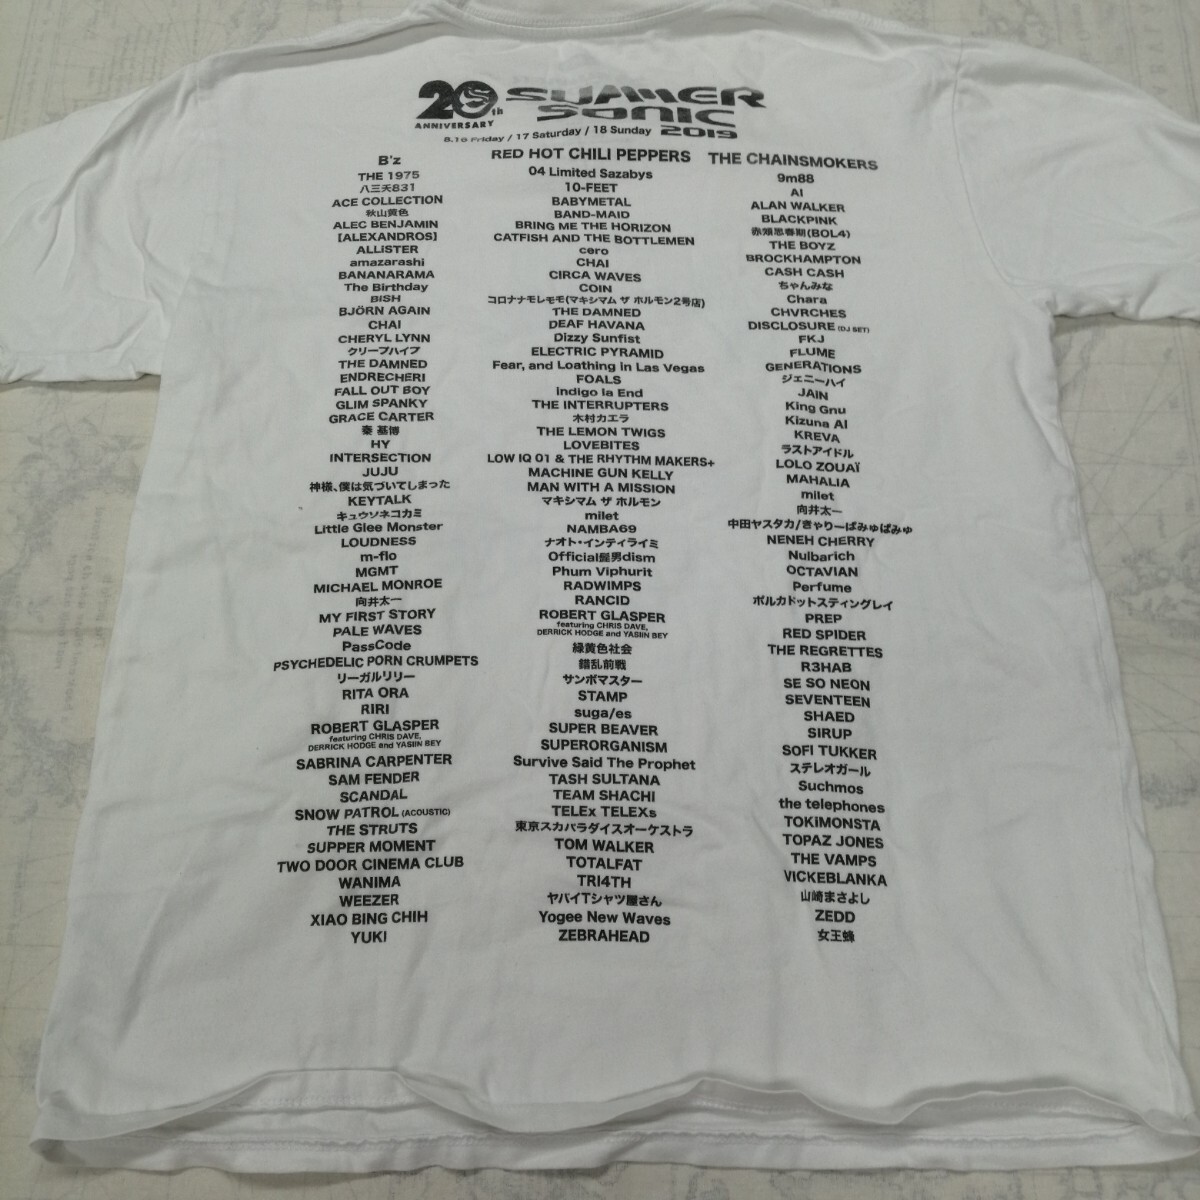 20th SUMMER SONIC 2019
ANNIVERSARY
8.16 Friday / 17 Saturday / 18 Sunday
B'z
THE 1975
八三夭831
ACE COLLECTION
秋山黄色
ALEC BENJAMIN
[ALEXANDROS]
ALLiSTER
amazarashi
BANANARAMA
The Birthday
BiSH
BJÖRN AGAIN
CHAI
CHERYL LYNN
クリープハイプ
THE DAMNED
ENDRECHERI
FALL OUT BOY
GLIM SPANKY
GRACE CARTER
秦 基博
HY
INTERSECTION
JUJU
神様、僕は気づいてしまった
KEYTALK
キュウソネコカミ
Little Glee Monster
LOUDNESS
m-flo
MGMT
MICHAEL MONROE
向井太一
MY FIRST STORY
PALE WAVES
PassCode
PSYCHEDELIC PORN CRUMPETS
リーガルリリー
RITA ORA
RIRI
ROBERT GLASPER
featuring CHRIS DAVE,
DERRICK HODGE and YASIIN BEY
SABRINA CARPENTER
SAM FENDER
SCANDAL
SNOW PATROL (ACOUSTIC)
THE STRUTS
SUPPER MOMENT
TWO DOOR CINEMA CLUB
WANIMA
WEEZER
XIAO BING CHIH
YUKI
RED HOT CHILI PEPPERS
04 Limited Sazabys
10-FEET
BABYMETAL
BAND-MAID
BRING ME THE HORIZON
CATFISH AND THE BOTTLEMEN
cero
CHAI
CIRCA WAVES
COIN
コロナナモレモモ(マキシマム ザ ホルモン2号店)
THE DAMNED
DEAF HAVANA
Dizzy Sunfist
ELECTRIC PYRAMID
Fear, and Loathing in Las Vegas
FOALS
indigo la End
THE INTERRUPTERS
木村カエラ
THE LEMON TWIGS
LOVEBITES
LOW IQ 01 & THE RHYTHM MAKERS+
MACHINE GUN KELLY
MAN WITH A MISSION
マキシマム ザ ホルモン
milet
NAMBA69
ナオト・インティライミ
Official髭男dism
Phum Viphurit
RADWIMPS
RANCID
ROBERT GLASPER
featuring CHRIS DAVE,
DERRICK HODGE and YASIIN BEY
緑黄色社会
錯乱前戦
サンボマスター
STAMP
suga/es
SUPER BEAVER
SUPERORGANISM
Survive Said The Prophet
TASH SULTANA
TEAM SHACHI
TELEx TELEXs
東京スカパラダイスオーケストラ
TOM WALKER
TOTALFAT
TRI4TH
ヤバイTシャツ屋さん
Yogee New Waves
ZEBRAHEAD
THE CHAINSMOKERS
9m88
AI
ALAN WALKER
BLACKPINK
赤頬思春期(BOL4)
THE BOYZ
BROCKHAMPTON
CASH CASH
ちゃんみな
Chara
CHVRCHES
DISCLOSURE (DJ SET)
FKJ
FLUME
GENERATIONS
ジェニーハイ
JAIN
King Gnu
Kizuna AI
KREVA
ラストアイドル
LOLO ZOUAÏ
MAHALIA
milet
向井太一
中田ヤスタカ/きゃりーぱみゅぱみゅ
NENEH CHERRY
Nulbarich
OCTAVIAN
Perfume
ポルカドットスティングレイ
PREP
RED SPIDER
THE REGRETTES
R3HAB
SE SO NEON
SEVENTEEN
SHAED
SIRUP
SOFI TUKKER
ステレオガール
Suchmos
the telephones
TOKiMONSTA
TOPAZ JONES
THE VAMPS
VICKEBLANKA
山崎まさよし
ZEDD
女王蜂